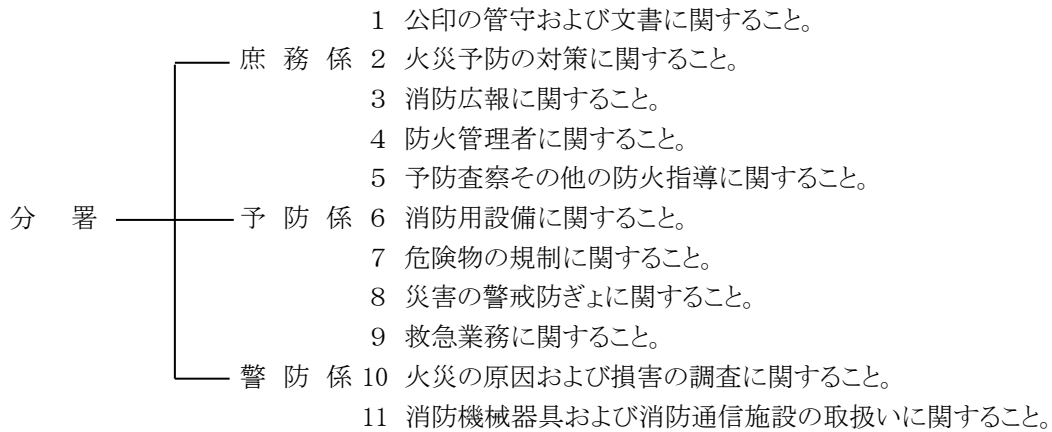 1 公印の管守および文書に関すること。
庶務係 2 火災予防の対策に関すること。
3 消防広報に関すること。
4 防火管理者に関すること。
5 予防査察その他の防火指導に関すること。
分署 予防係 6 消防用設備に関すること。
7 危険物の規制に関すること。
8 災害の警戒防ぎょに関すること。
9 救急業務に関すること。
警防係 10 火災の原因および損害の調査に関すること。
11 消防機械器具および消防通信施設の取扱いに関すること。